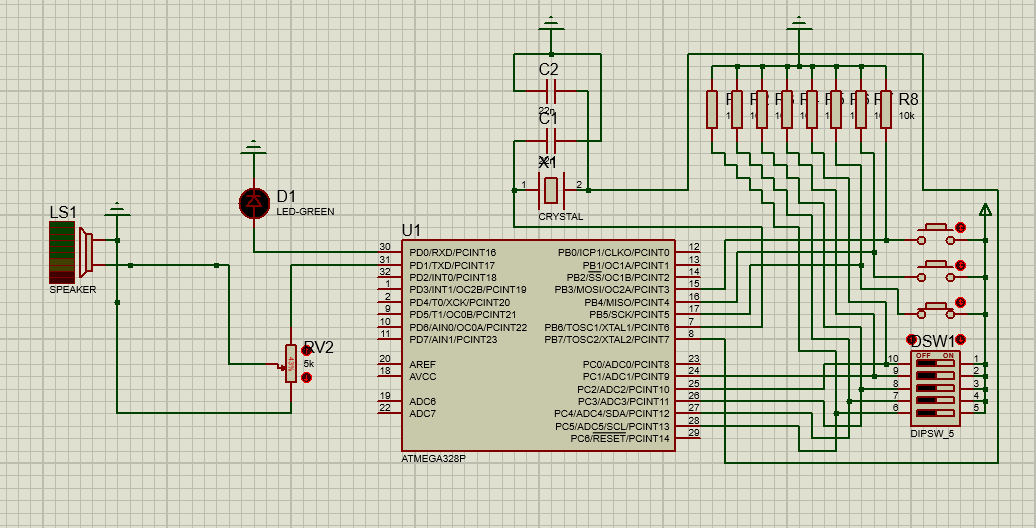 C2
22n
C1
X1
1
2
CRYSTAL
R8
10k
D1
LED-GREEN
LS1
SPEAKER
RV2
5k
43%
U1
30 PD0/RXD/PCINT16
31 PD1/TXD/PCINT17
32 PD2/INT0/PCINT18
1 PD3/INT1/OC2B/PCINT19
2 PD4/T0/XCK/PCINT20
9 PD5/T1/OC0B/PCINT21
10 PD6/AIN0/OC0A/PCINT22
11 PD7/AIN1/PCINT23
20 AREF
18 AVCC
19 ADC6
22 ADC7
PB0/ICP1/CLKO/PCINT0 12
PB1/OC1A/PCINT1 13
PB2/SS/OC1B/PCINT2 14
PB3/MOSI/OC2A/PCINT3 15
PB4/MISO/PCINT4 16
PB5/SCK/PCINT5 17
PB6/TOSC1/XTAL1/PCINT6 7
PB7/TOSC2/XTAL2/PCINT7 8
PC0/ADC0/PCINT8 23
PC1/ADC1/PCINT9 24
PC2/ADC2/PCINT10 25
PC3/ADC3/PCINT11 26
PC4/ADC4/SDA/PCINT12 27
PC5/ADC5/SCL/PCINT13 28
PC6/RESET/PCINT14 29
ATMEGA328P
DSW1
OFF ON
10 1
9 2
8 3
7 4
6 5
DIPSW_5